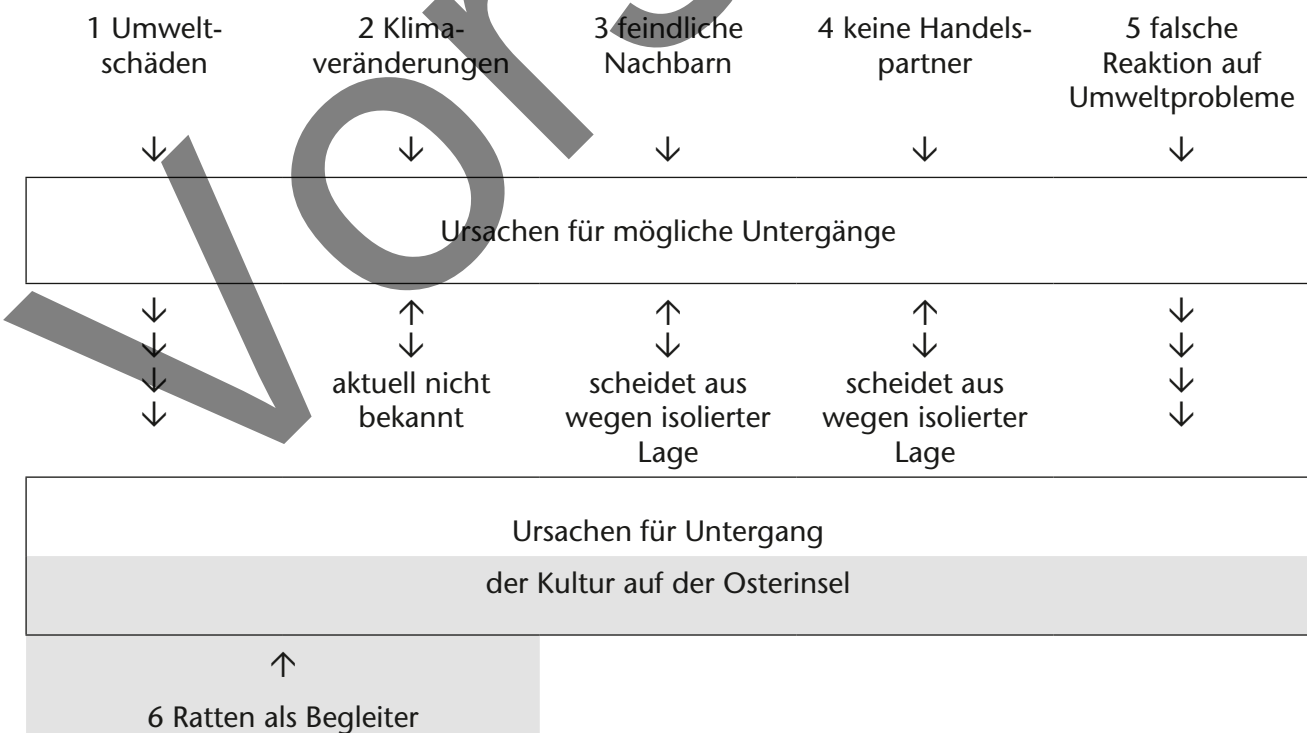 1 Umwelt-
schäden
2 Klima-
veränderungen
3 feindliche
Nachbarn
4 keine Handels-
partner
5 falsche
Reaktion auf
Umweltprobleme
↓ ↓ ↓ ↓ ↓
Ursachen für mögliche Untergänge
↓ ↑ ↑ ↑ ↓
↓ ↓ ↓ ↓ ↓
↓
↓
aktuell nicht
bekannt
scheidet aus
wegen isolierter
Lage
scheidet aus
wegen isolierter
Lage
↓
↓
Ursachen für Untergang
der Kultur auf der Osterinsel
↑
6 Ratten als Begleiter